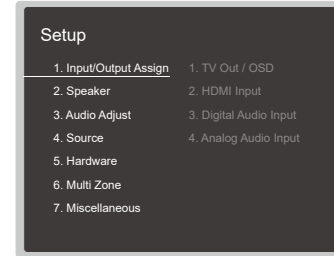 Setup
1. Input/Output Assign
2. Speaker
3. Audio Adjust
4. Source
5. Hardware
6. Multi Zone
7. Miscellaneous
1. TV Out / OSD
2. HDMI Input
3. Digital Audio Input
4. Analog Audio Input